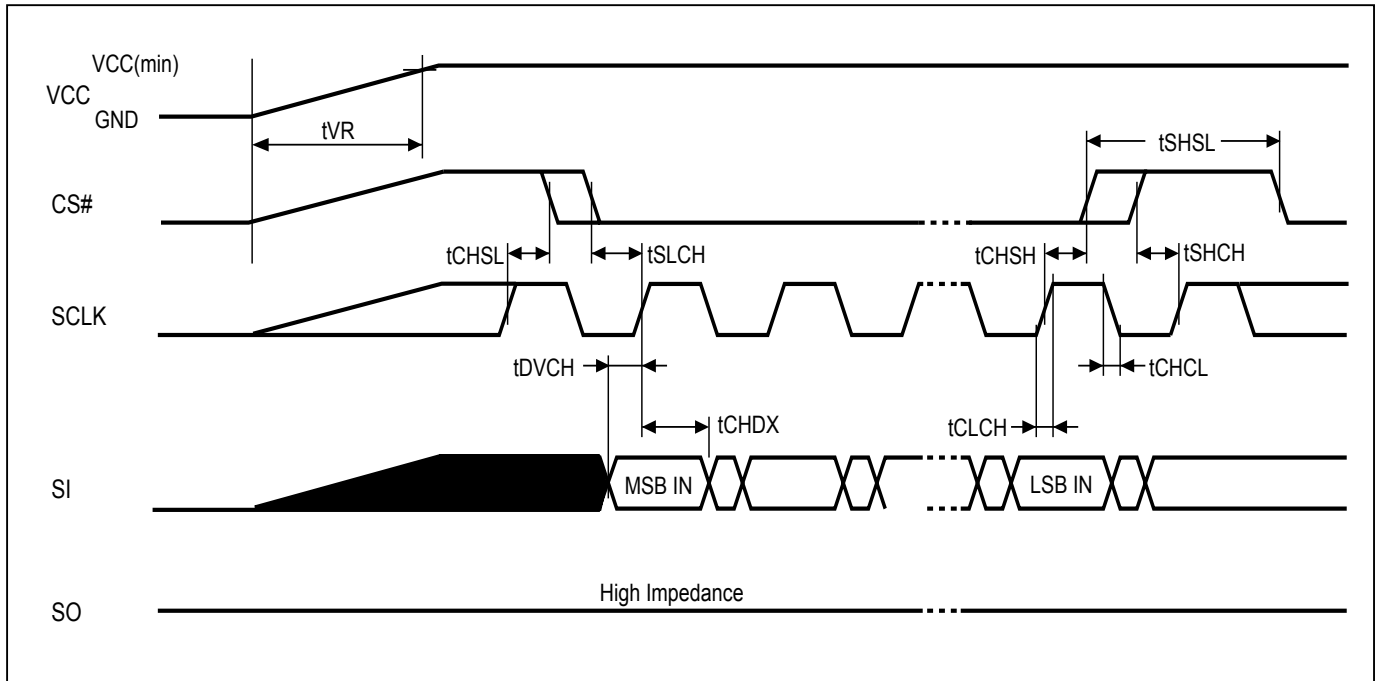 VCC(min)
VCC
GND
tVR
tSHSL
CS#
tCHSL
tSLCH
tCHSH
tSHCH
SCLK
tDVCH
tCHCL
tCHDX
tCLCH
SI
MSB IN
LSB IN
High Impedance
SO